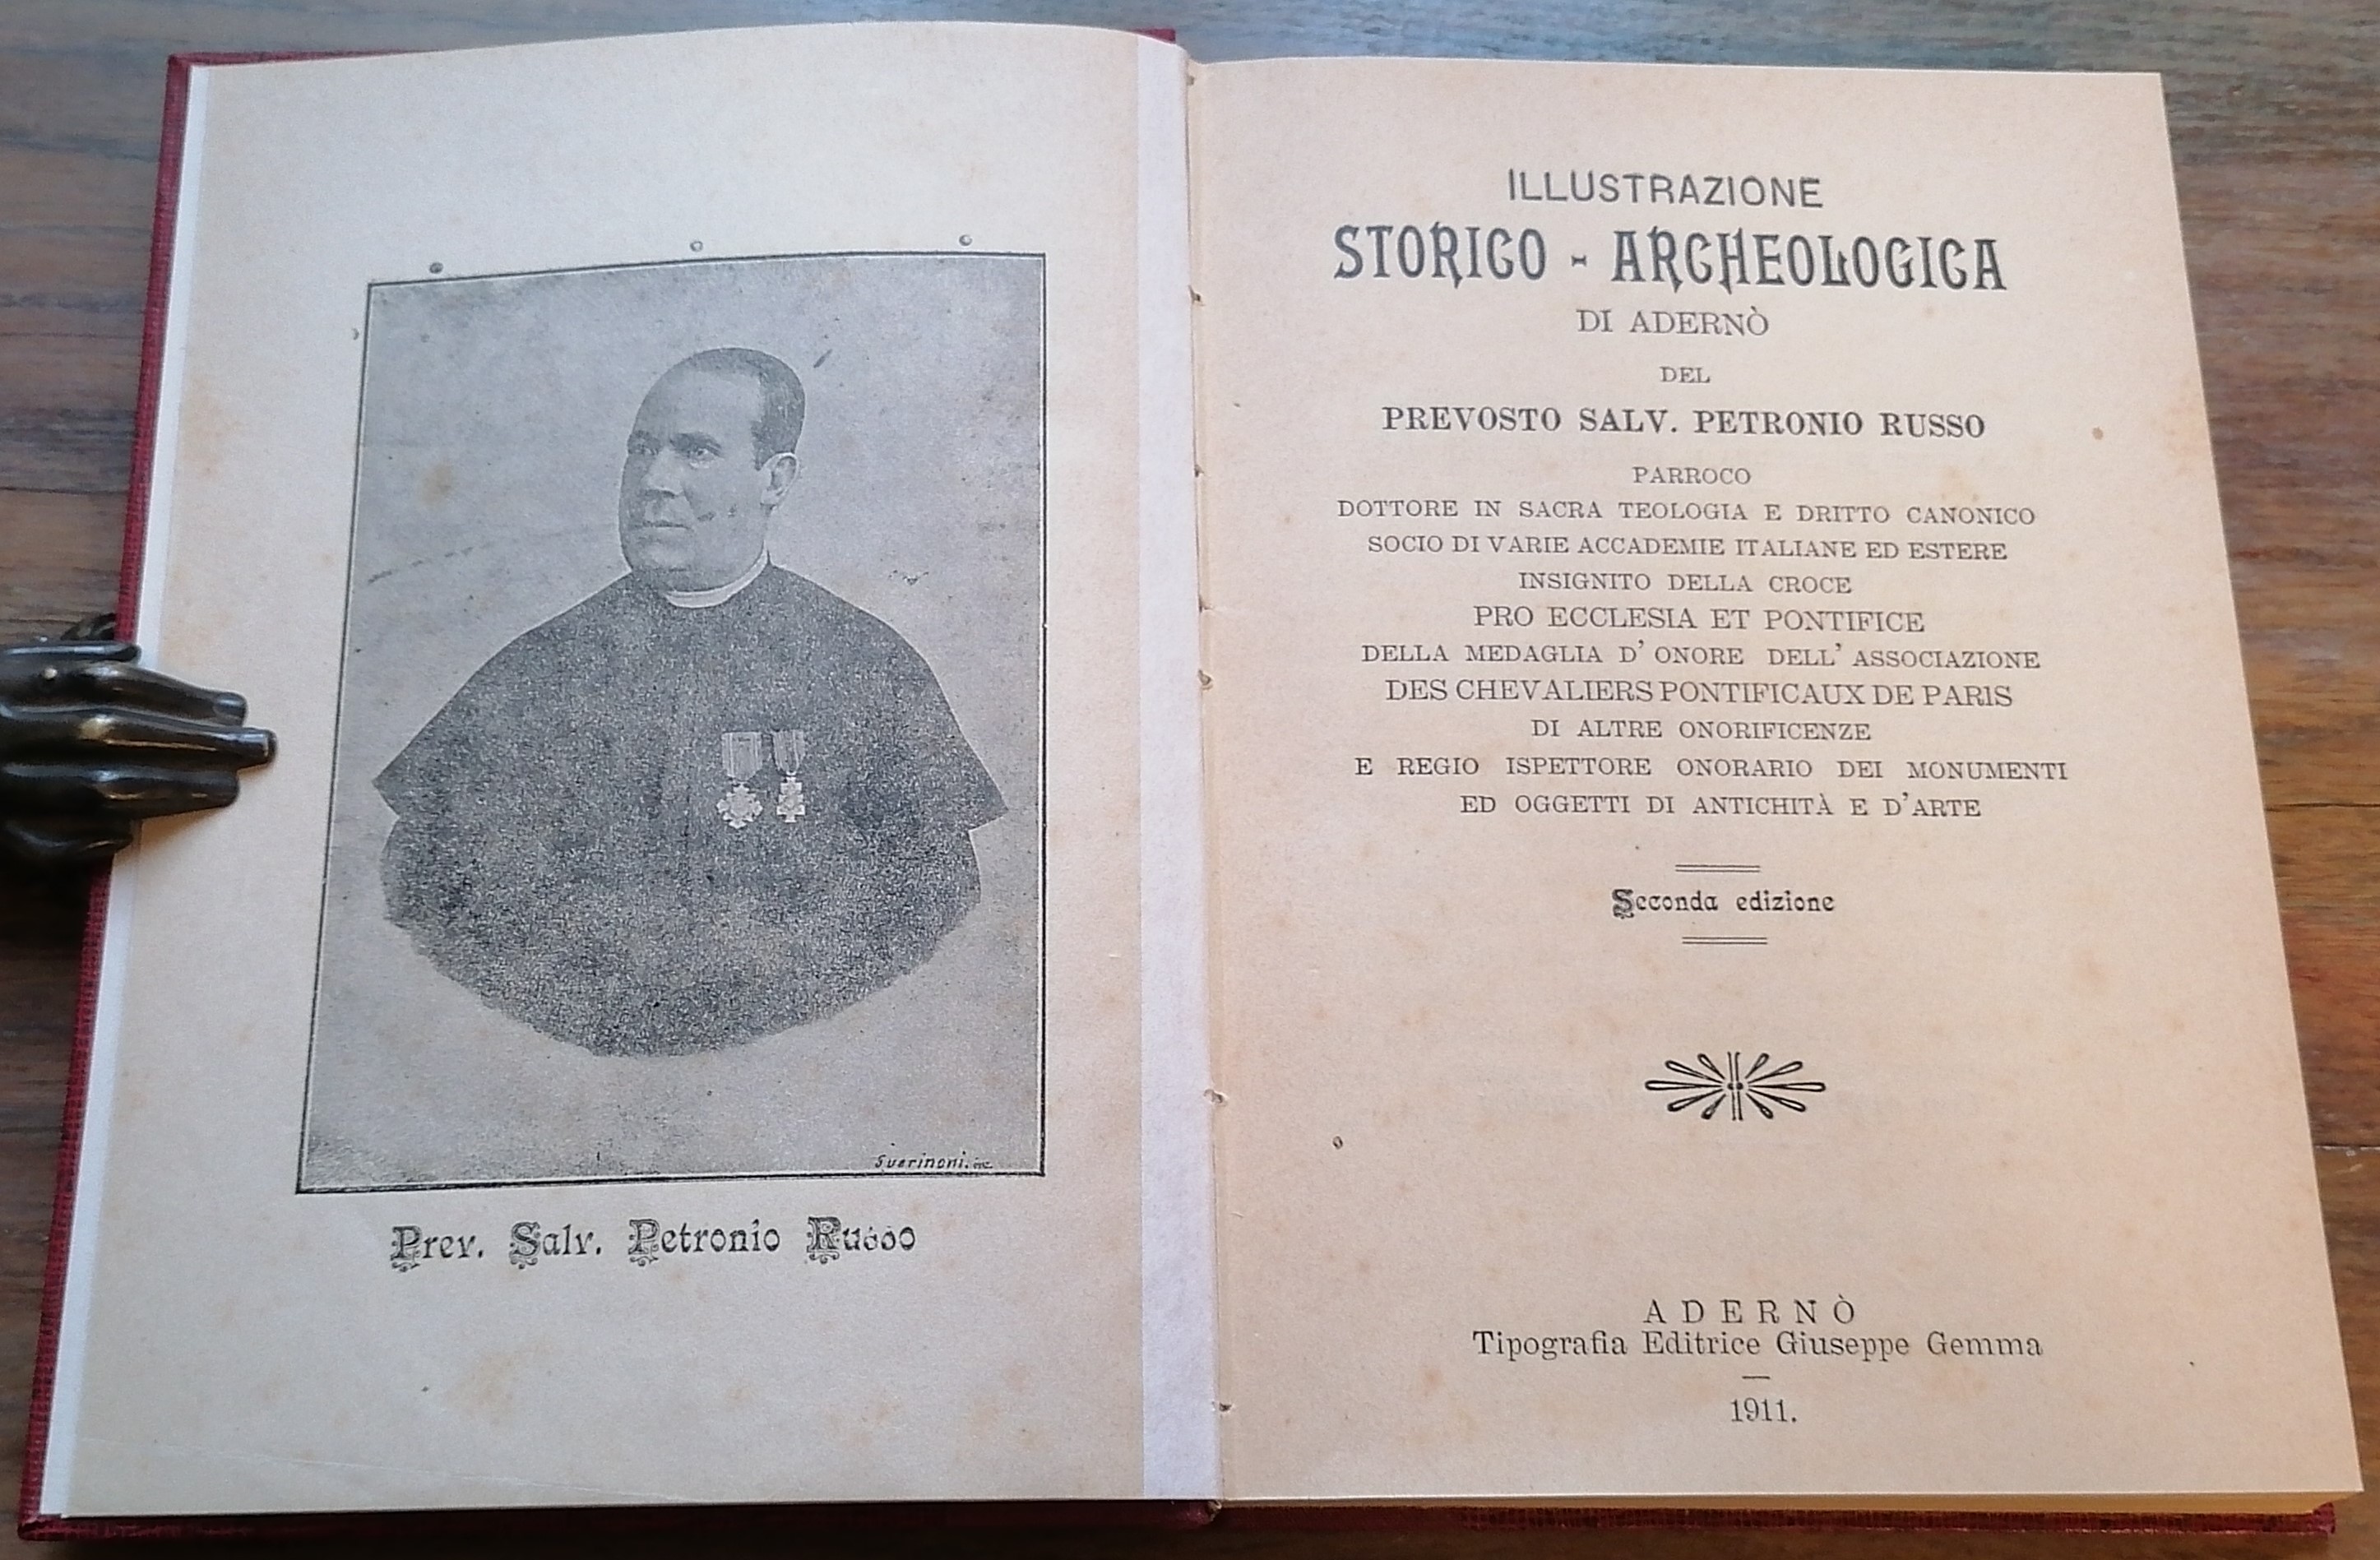 Guerinoni. inc.
Prev. Salv. Petronio Russo
ILLUSTRAZIONE
STORICO - ARCHEOLOGICA
DI ADERNÒ
DEL
PREVOSTO SALV. PETRONIO RUSSO
PARROCO
DOTTORE IN SACRA TEOLOGIA E DRITTO CANONICO
SOCIO DI VARIE ACCADEMIE ITALIANE ED ESTERE
INSIGNITO DELLA CROCE
PRO ECCLESIA ET PONTIFICE
DELLA MEDAGLIA D' ONORE DELL' ASSOCIAZIONE
DES CHEVALIERS PONTIFICAUX DE PARIS
DI ALTRE ONORIFICENZE
E REGIO ISPETTORE ONORARIO DEI MONUMENTI
ED OGGETTI DI ANTICHITÀ E D'ARTE
Seconda edizione
ADERNÒ
Tipografia Editrice Giuseppe Gemma
1911.